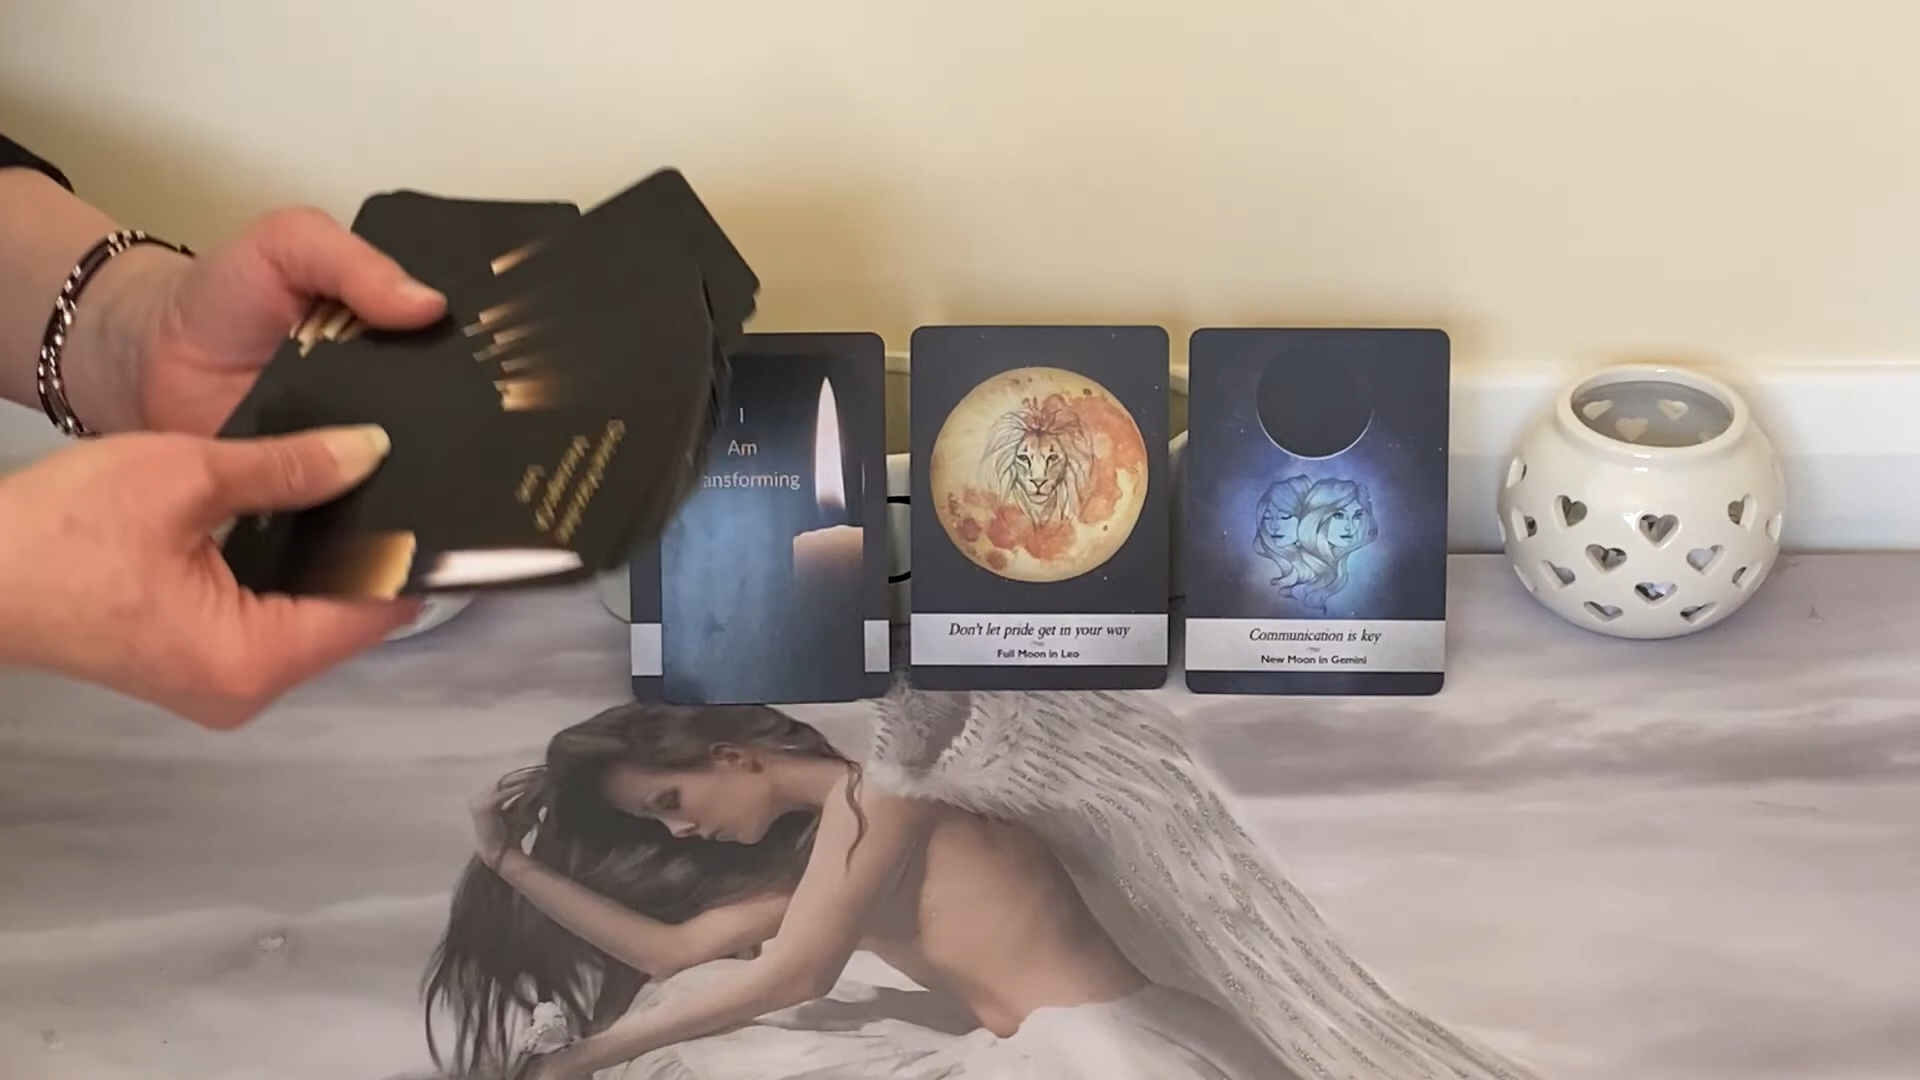 I
Am
ansforming
Don't let pride get in your way
Full Moon in Leo
Communication is key
New Moon in Gemini